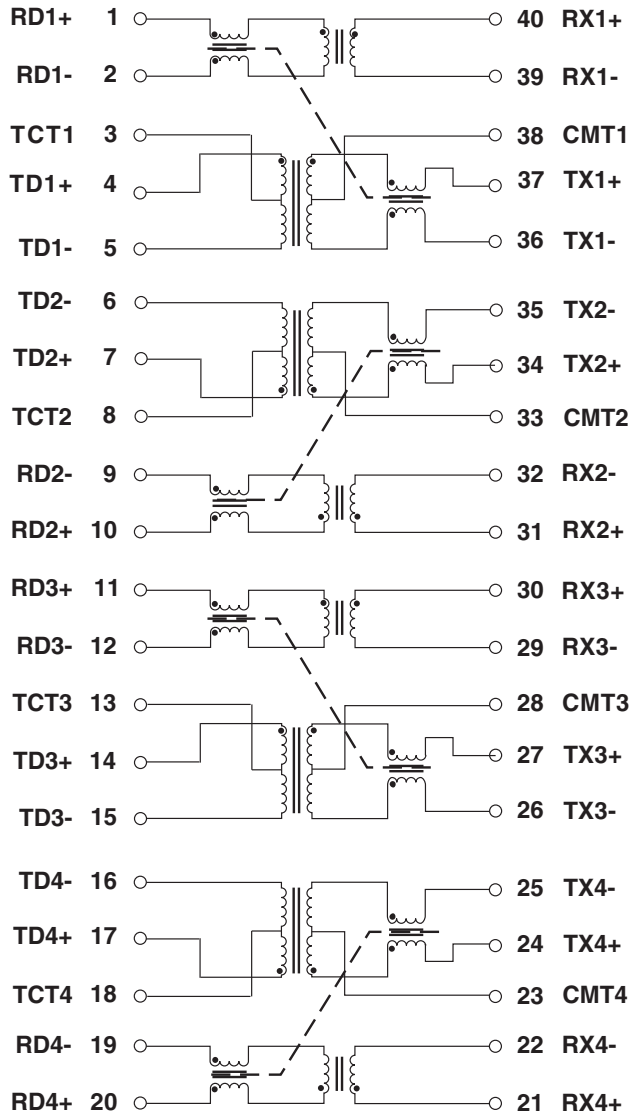 RD1+ 1 40 RX1+
RD1- 2 39 RX1-
TCT1 3 38 CMT1
TD1+ 4 37 TX1+
TD1- 5 36 TX1-
TD2- 6 35 TX2-
TD2+ 7 34 TX2+
TCT2 8 33 CMT2
RD2- 9 32 RX2-
RD2+ 10 31 RX2+
RD3+ 11 30 RX3+
RD3- 12 29 RX3-
TCT3 13 28 CMT3
TD3+ 14 27 TX3+
TD3- 15 26 TX3-
TD4- 16 25 TX4-
TD4+ 17 24 TX4+
TCT4 18 23 CMT4
RD4- 19 22 RX4-
RD4+ 20 21 RX4+